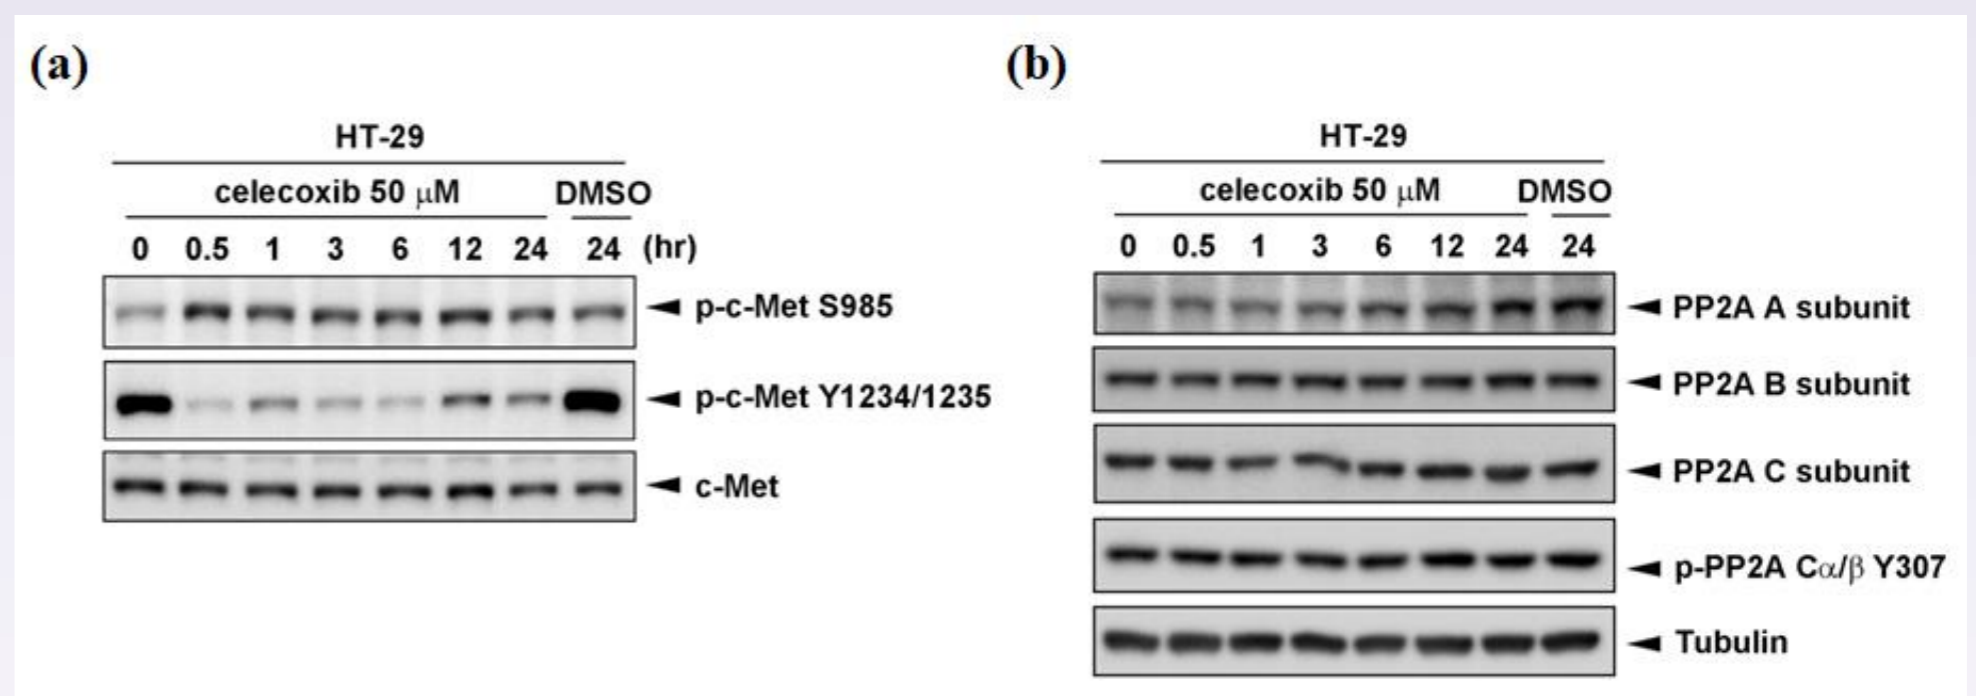 (a)
HT-29
celecoxib 50 μM DMSO
0 0.5 1 3 6 12 24 24 (hr)
p-c-Met S985
p-c-Met Y1234/1235
c-Met
(b)
HT-29
celecoxib 50 μM DMSO
0 0.5 1 3 6 12 24 24
PP2A A subunit
PP2A B subunit
PP2A C subunit
p-PP2A Cα/β Y307
Tubulin